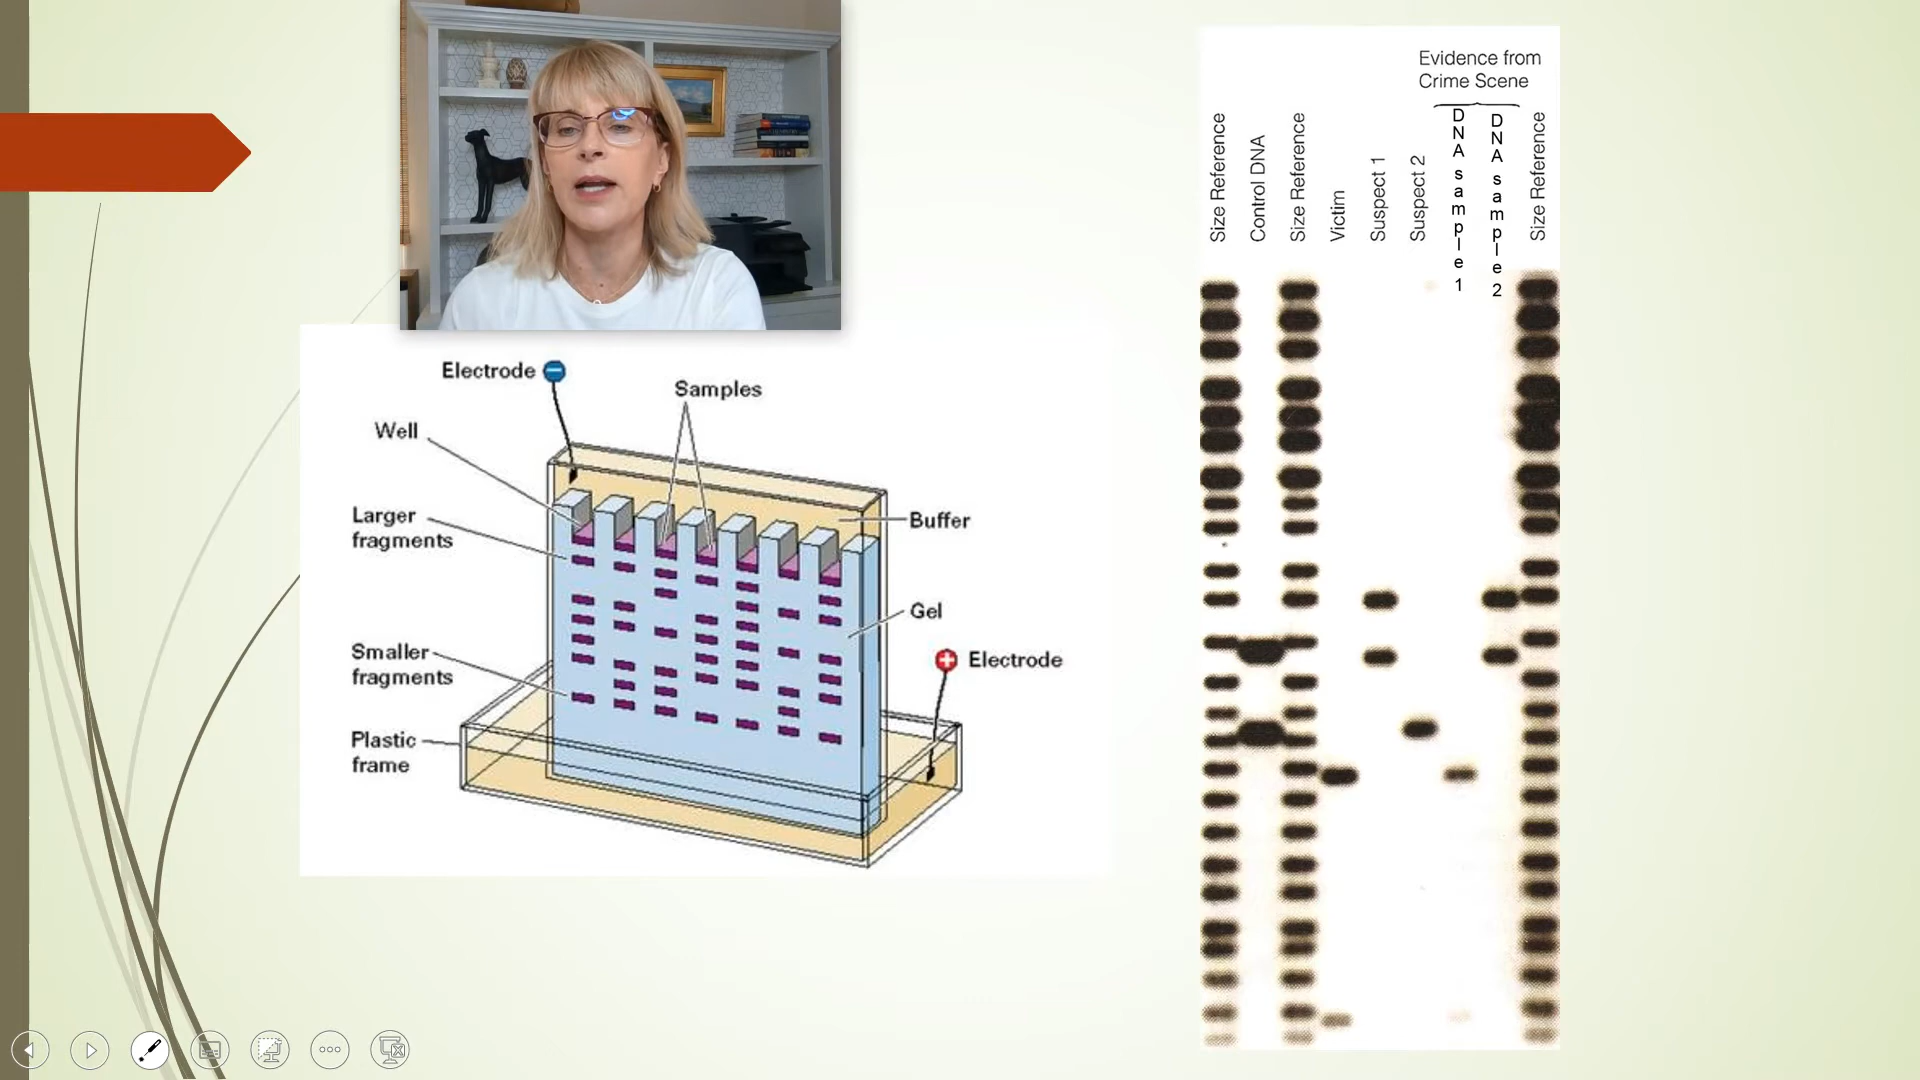 Electrode
Samples
Well
Larger
fragments
Buffer
Gel
Smaller
fragments
Electrode
Plastic
frame
Evidence from
Crime Scene
Size Reference
Control DNA
Size Reference
Victim
Suspect 1
Suspect 2
DNA sample 1
DNA sample 2
Size Reference